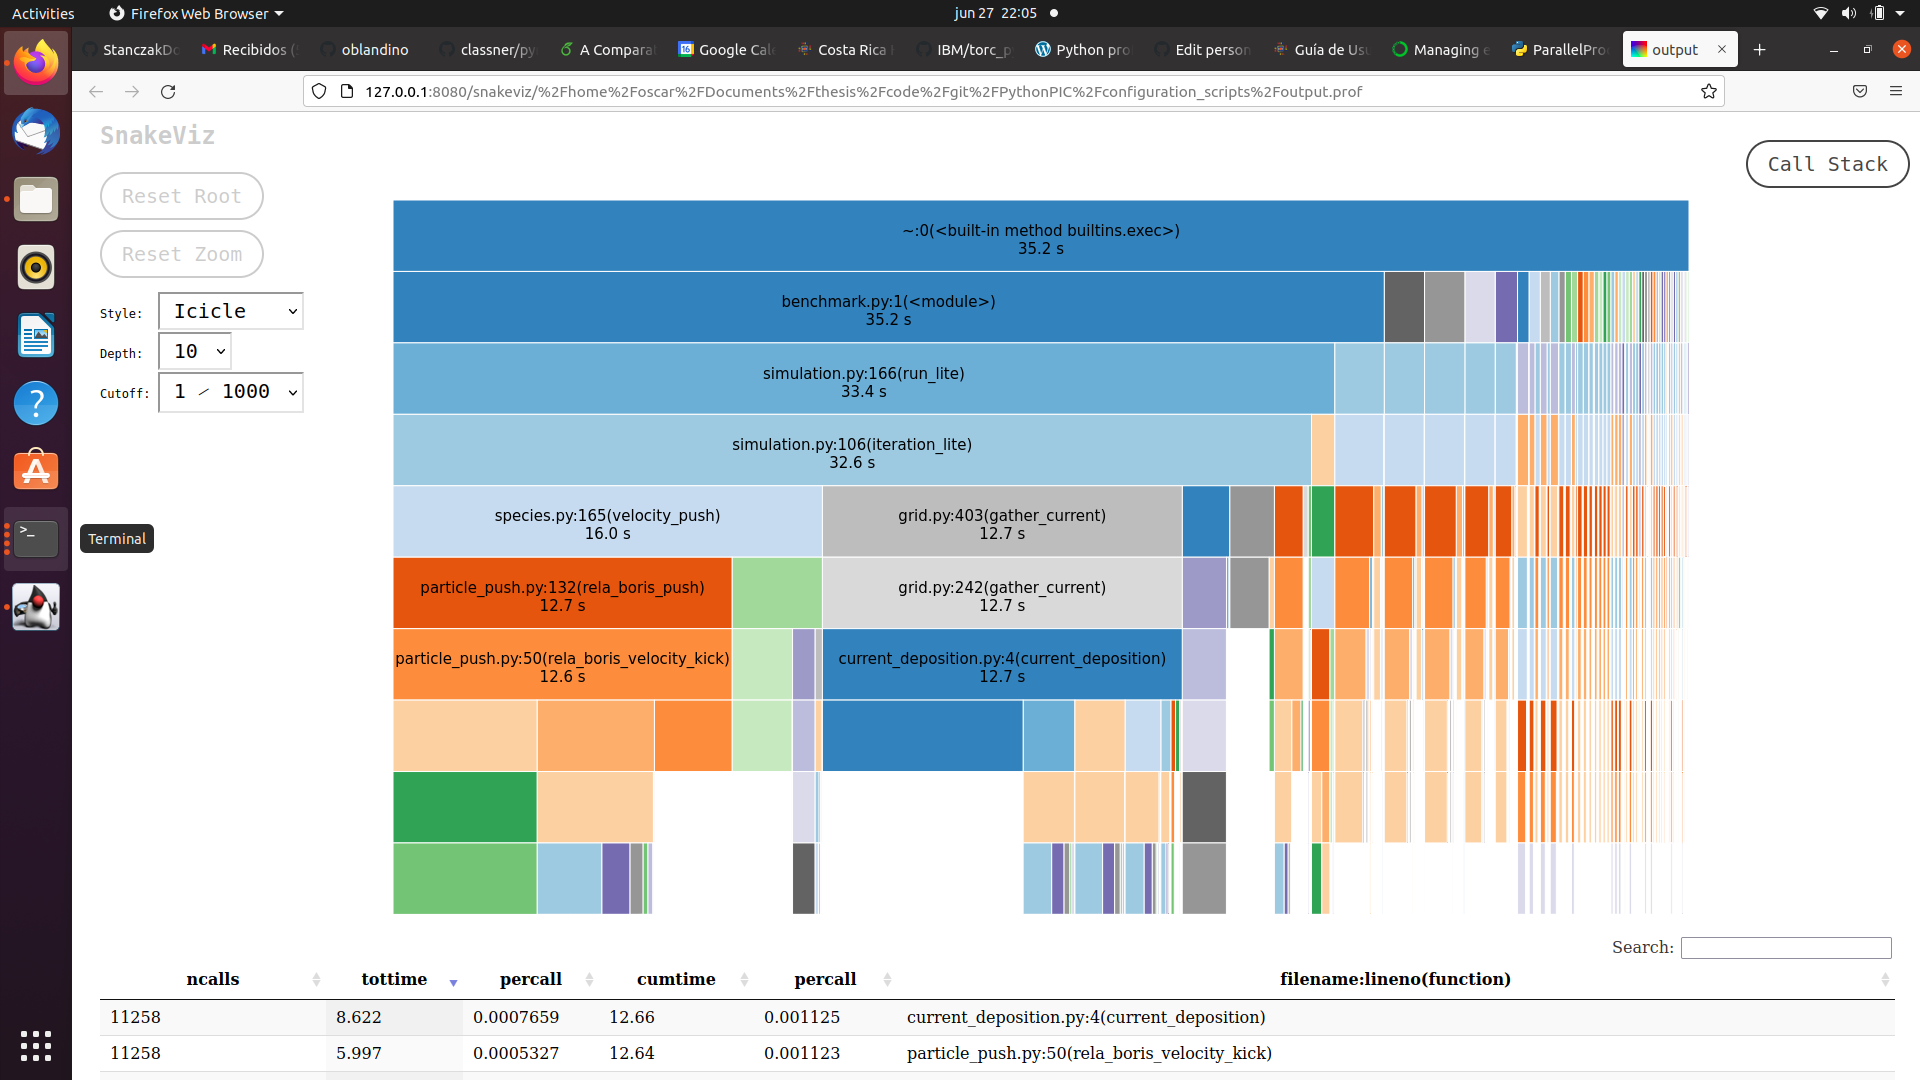 Activities
Firefox Web Browser
jun 27 22:05
StanczakDo
Recibidos (
oblandino
classner/py
A Compara
Google Cal
Costa Rica
IBM/torc_p
Python pro
Edit person
Guía de Us
Managing e
ParallelPro
output
127.0.0.1:8080/snakeviz/%2Fhome%2Foscar%2FDocuments%2Fthesis%2Fcode%2Fgit%2FPythonPIC%2Fconfiguration_scripts%2Foutput.prof
SnakeViz
Call Stack
Reset Root
Reset Zoom
Style: Icicle
Depth: 10
Cutoff: 1 / 1000
~:0(<built-in method builtins.exec>)
35.2 s
benchmark.py:1(<module>)
35.2 s
simulation.py:166(run_lite)
33.4 s
simulation.py:106(iteration_lite)
32.6 s
species.py:165(velocity_push)
16.0 s
grid.py:403(gather_current)
12.7 s
particle_push.py:132(rela_boris_push)
12.7 s
grid.py:242(gather_current)
12.7 s
particle_push.py:50(rela_boris_velocity_kick)
12.6 s
current_deposition.py:4(current_deposition)
12.7 s
Terminal
Search:
ncalls tottime percall cumtime percall filename:lineno(function)
11258 8.622 0.0007659 12.66 0.001125 current_deposition.py:4(current_deposition)
11258 5.997 0.0005327 12.64 0.001123 particle_push.py:50(rela_boris_velocity_kick)